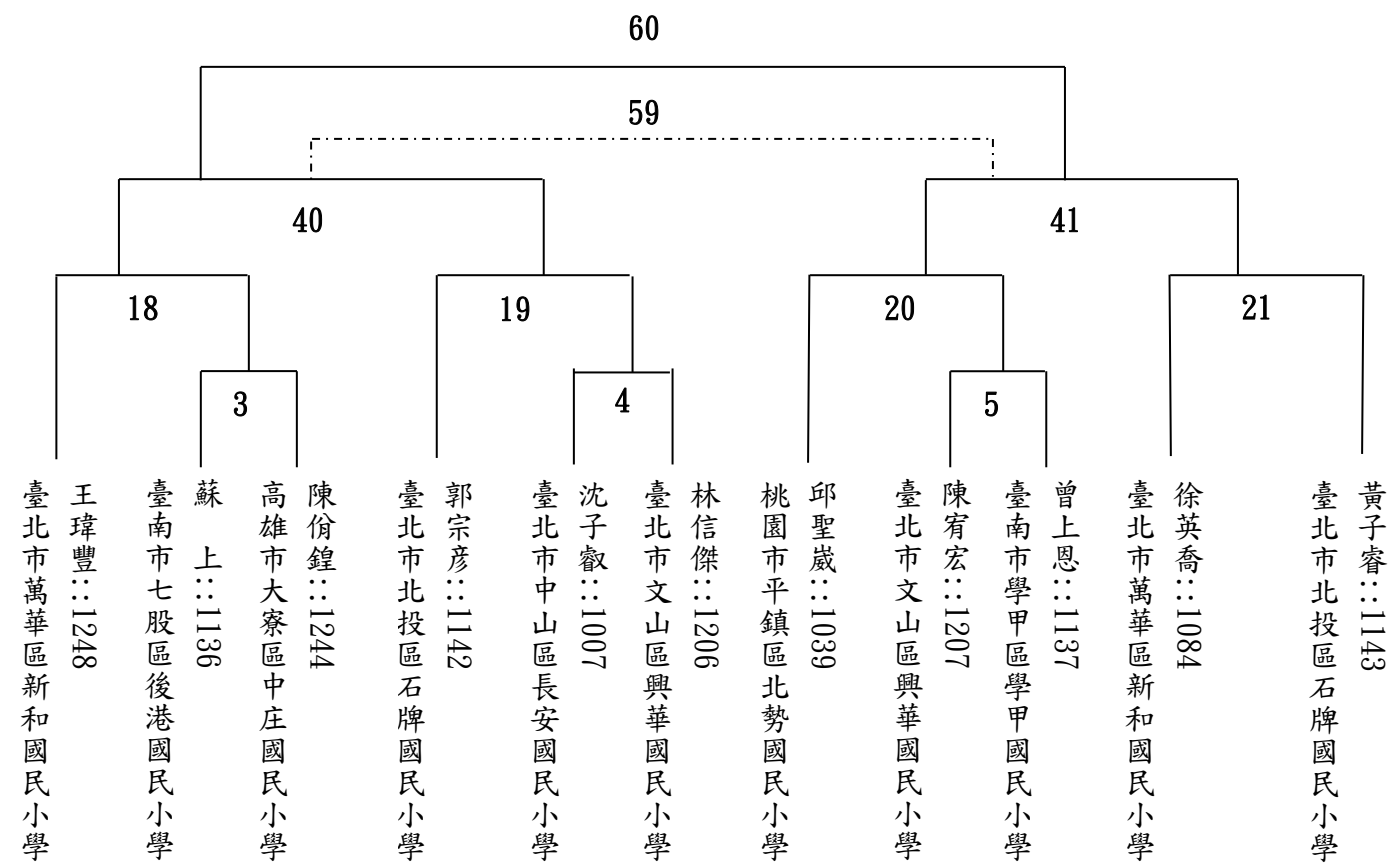 60
59
40
41
18
19
20
21
3
4
5
王瑋豐::1248
臺北市萬華區新和國民小學
蘇　上::1136
臺南市七股區後港國民小學
陳佾鍠::1244
高雄市大寮區中庄國民小學
郭宗彦::1142
臺北市北投區石牌國民小學
沈子叡::1007
臺北市中山區長安國民小學
林信傑::1206
臺北市文山區興華國民小學
邱聖崴::1039
桃園市平鎮區北勢國民小學
陳宥宏::1207
臺北市文山區興華國民小學
曾上恩::1137
臺南市學甲區學甲國民小學
徐英喬::1084
臺北市萬華區新和國民小學
黃子睿::1143
臺北市北投區石牌國民小學